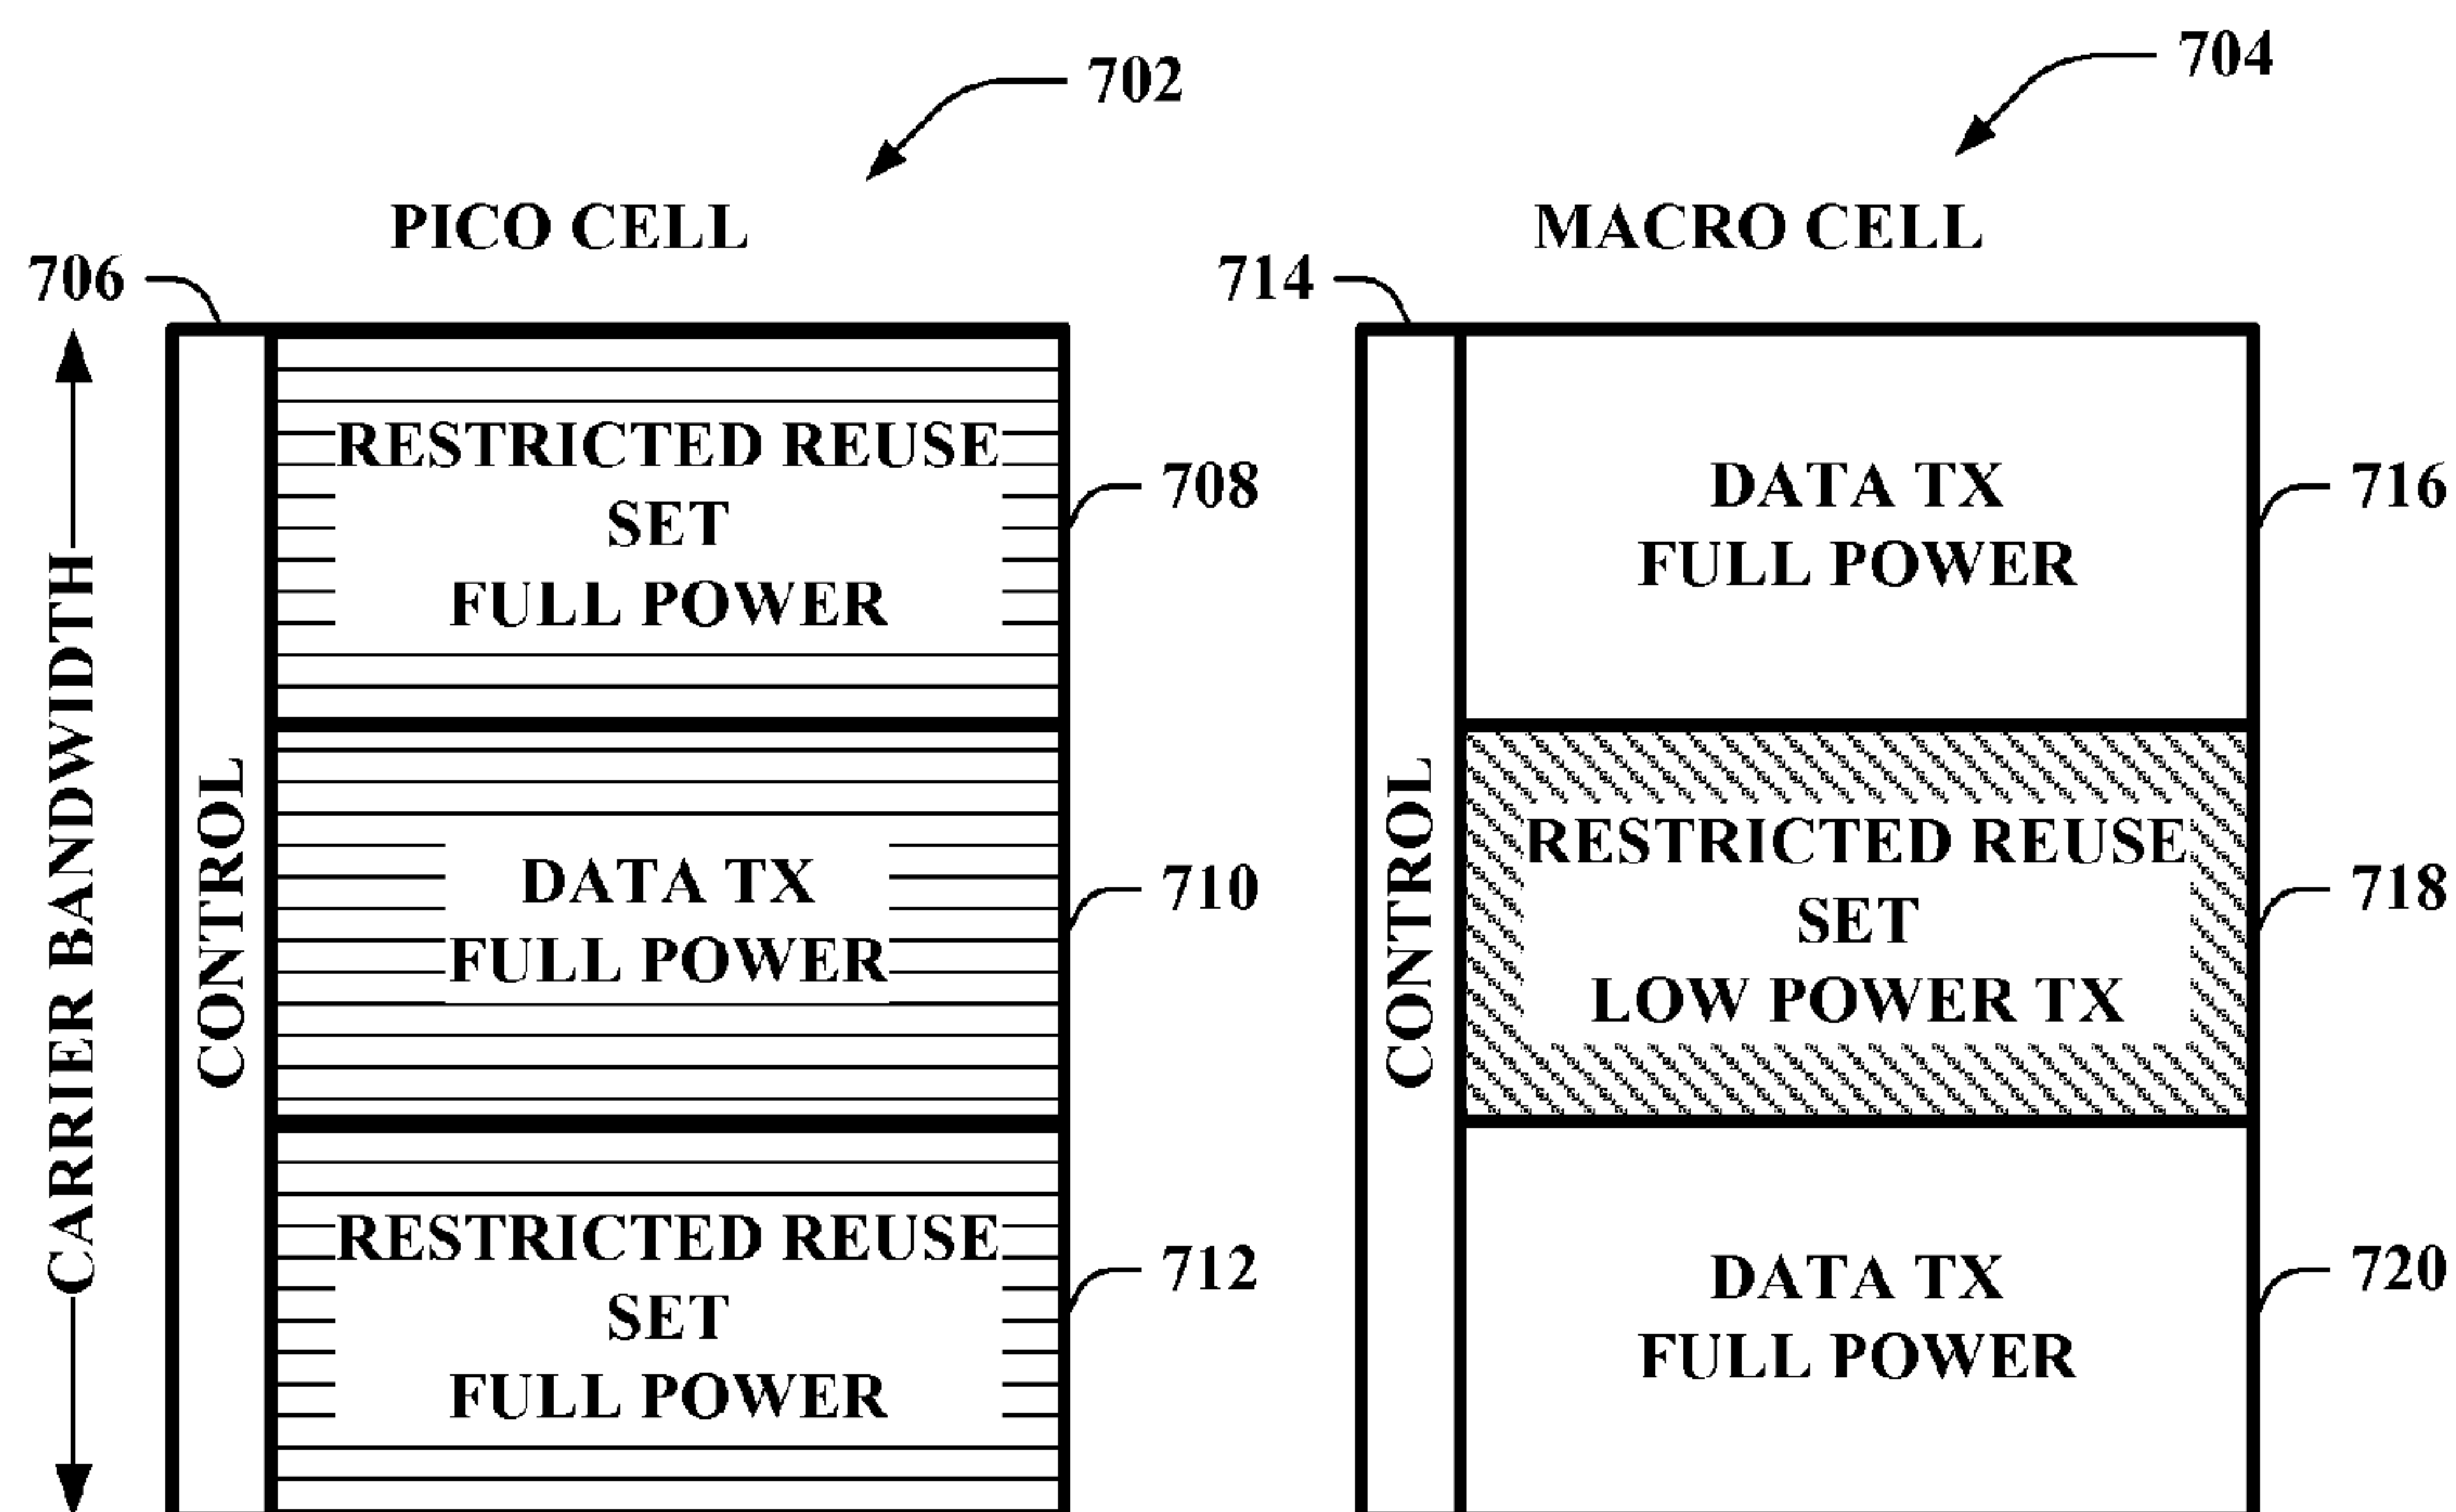 702
704
PICO CELL
MACRO CELL
706
714
CARRIER BANDWIDTH
CONTROL
RESTRICTED REUSE
SET
FULL POWER
708
DATA TX
FULL POWER
710
RESTRICTED REUSE
SET
FULL POWER
712
CONTROL
DATA TX
FULL POWER
716
RESTRICTED REUSE
SET
LOW POWER TX
718
DATA TX
FULL POWER
720